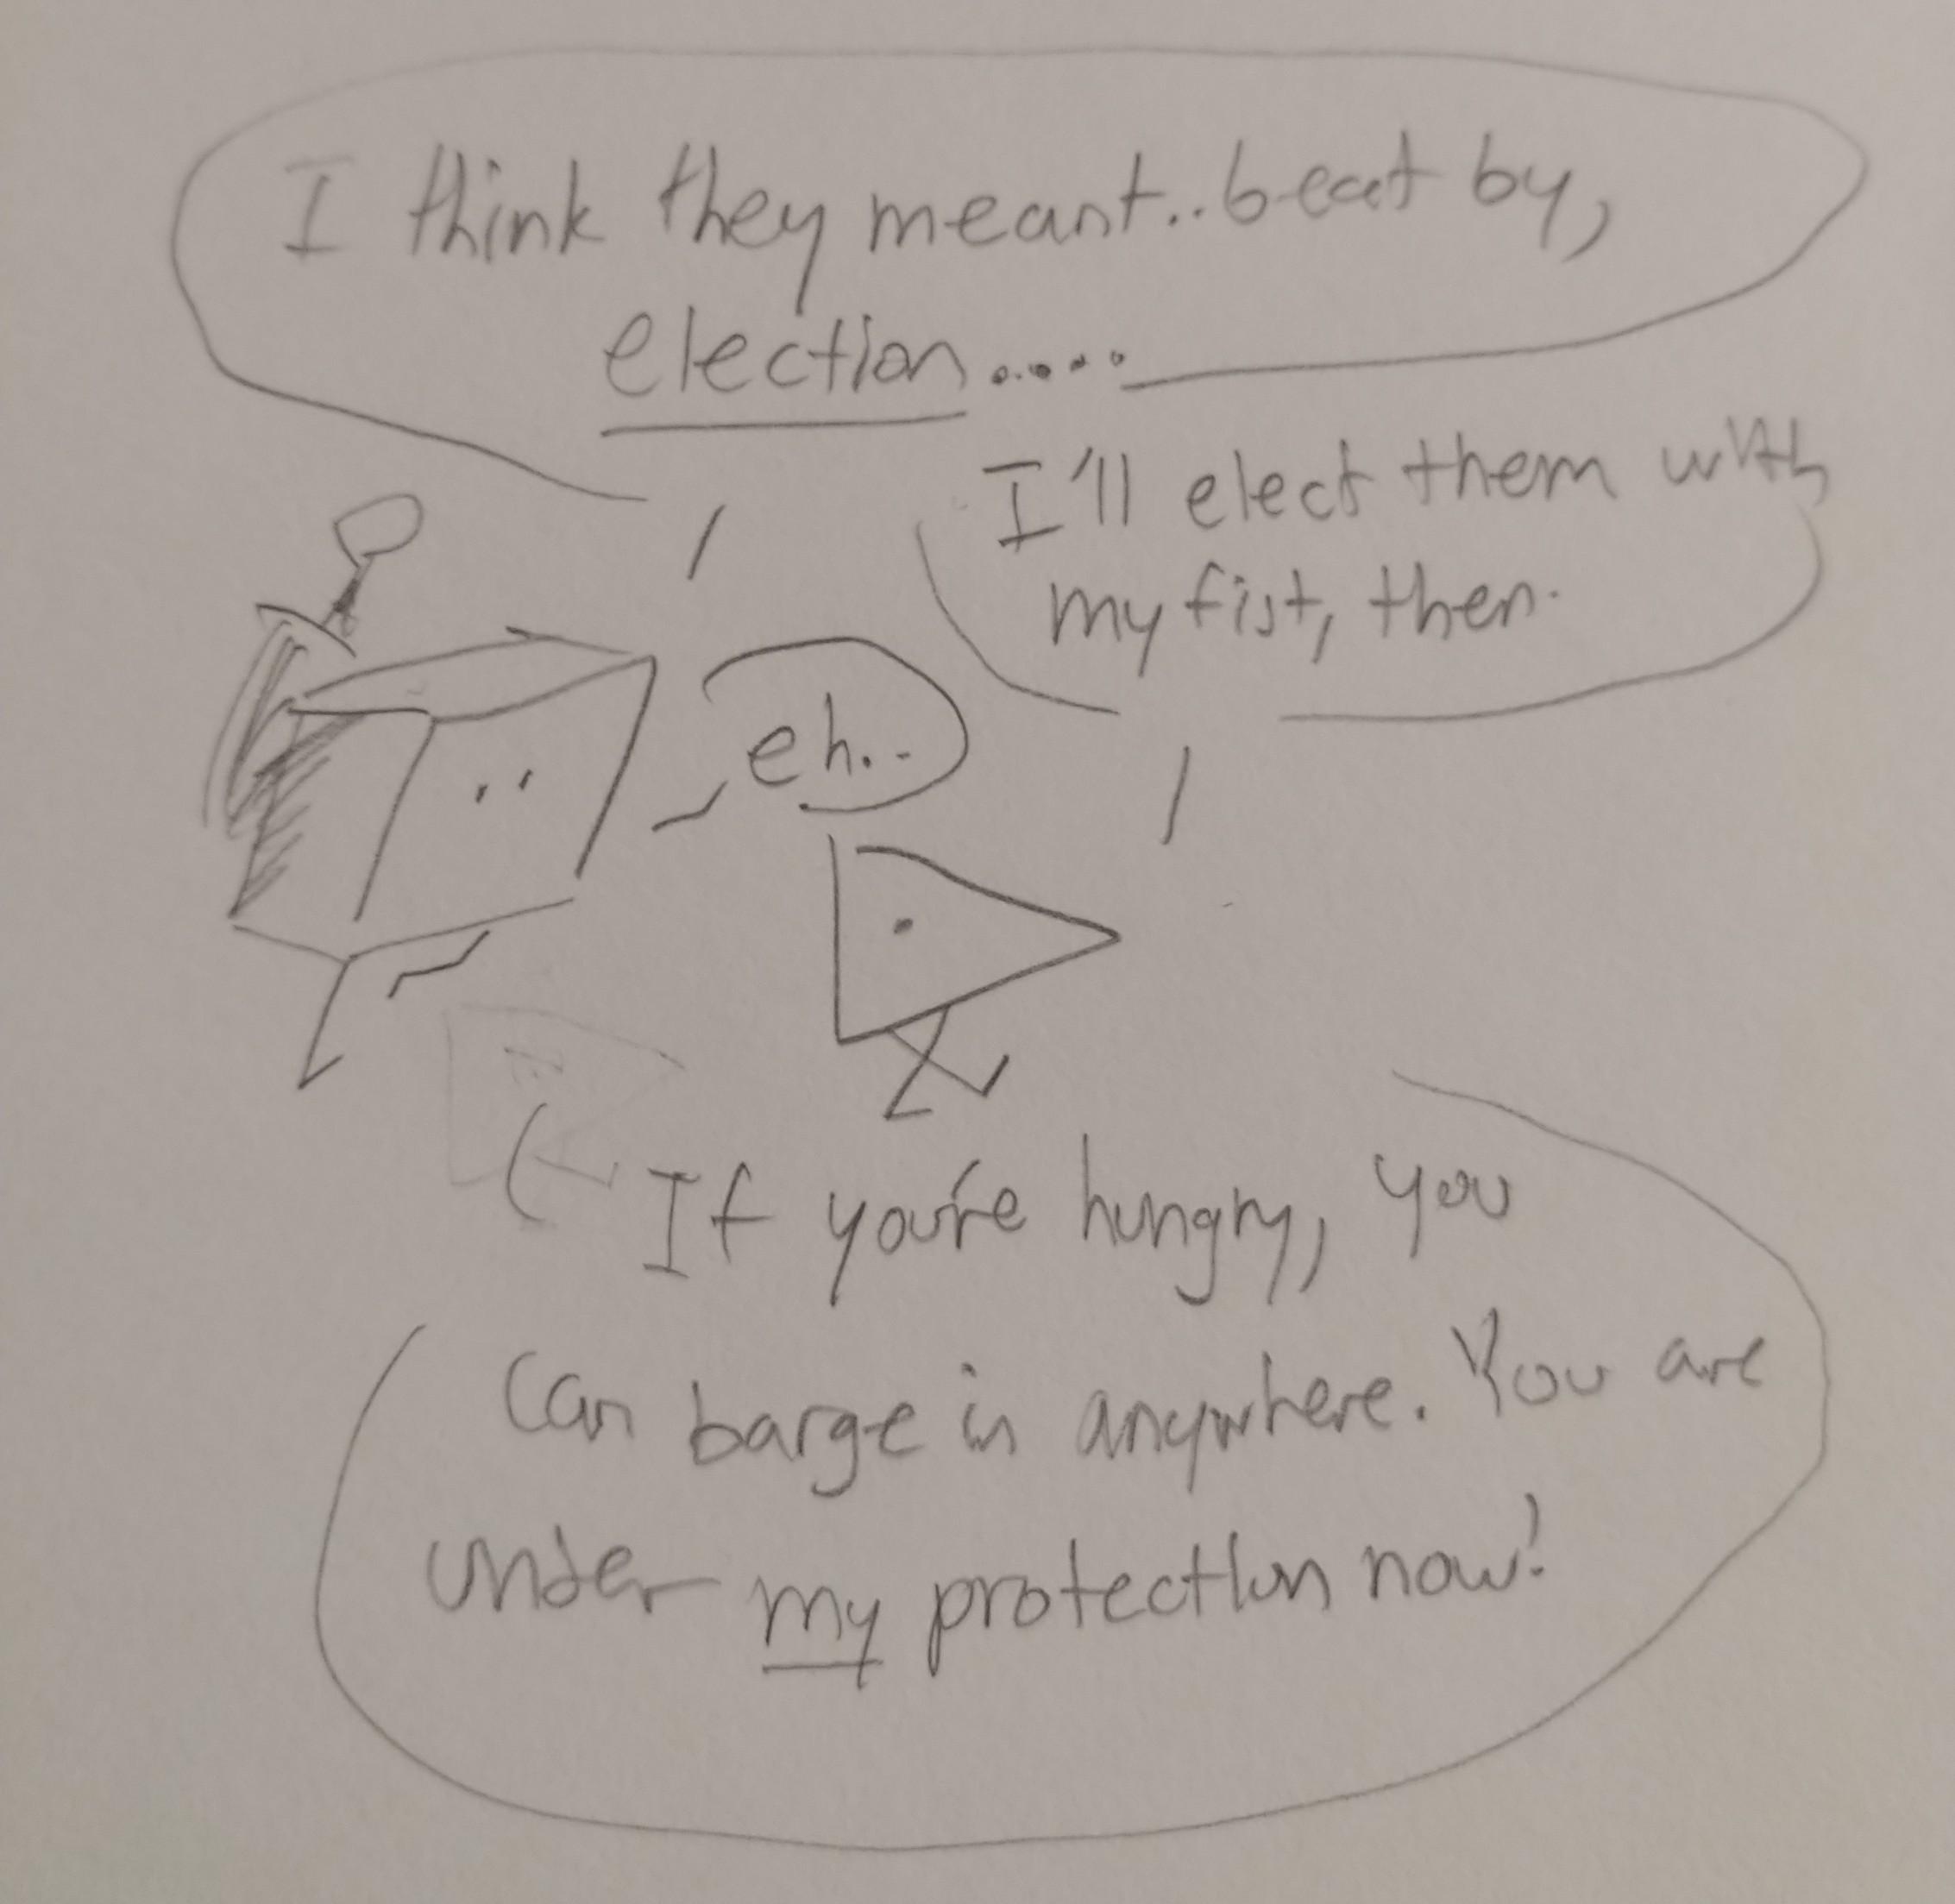 I think they meant..beat by,
election.....
I'll elect them with
my fist, then.
eh..
If you're hungry, you
can barge in anywhere. You are
under my protection now!